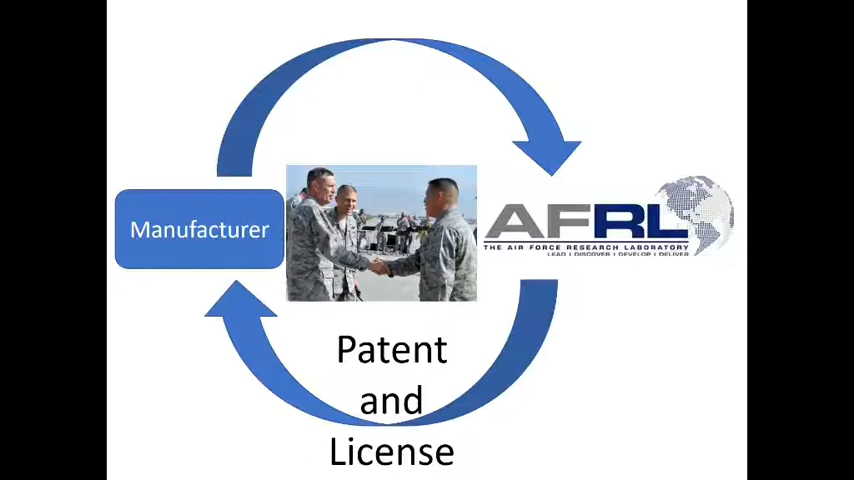 Manufacturer
AFRL
THE AIR FORCE RESEARCH LABORATORY
LEAD | DISCOVER | DEVELOP | DELIVER
Patent
and
License